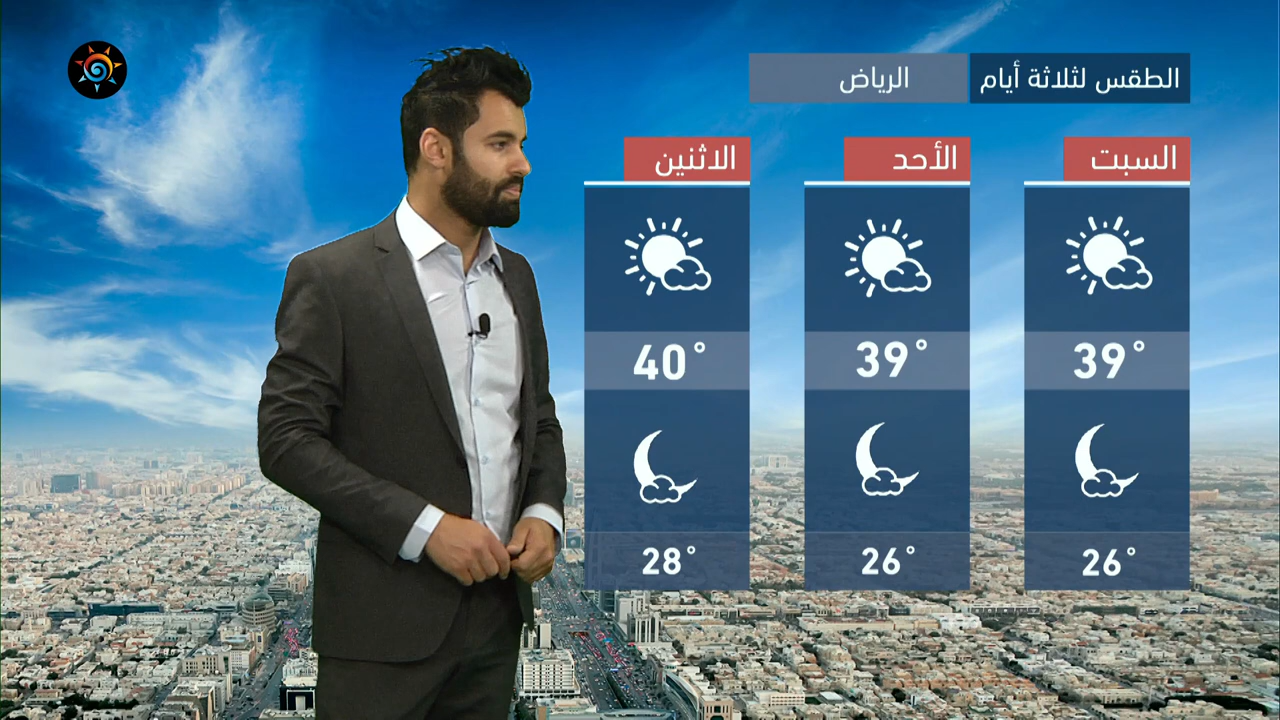 الطقس لثلاثة أيام
الرياض
السبت
39°
26°
الأحد
39°
26°
الاثنين
40°
28°